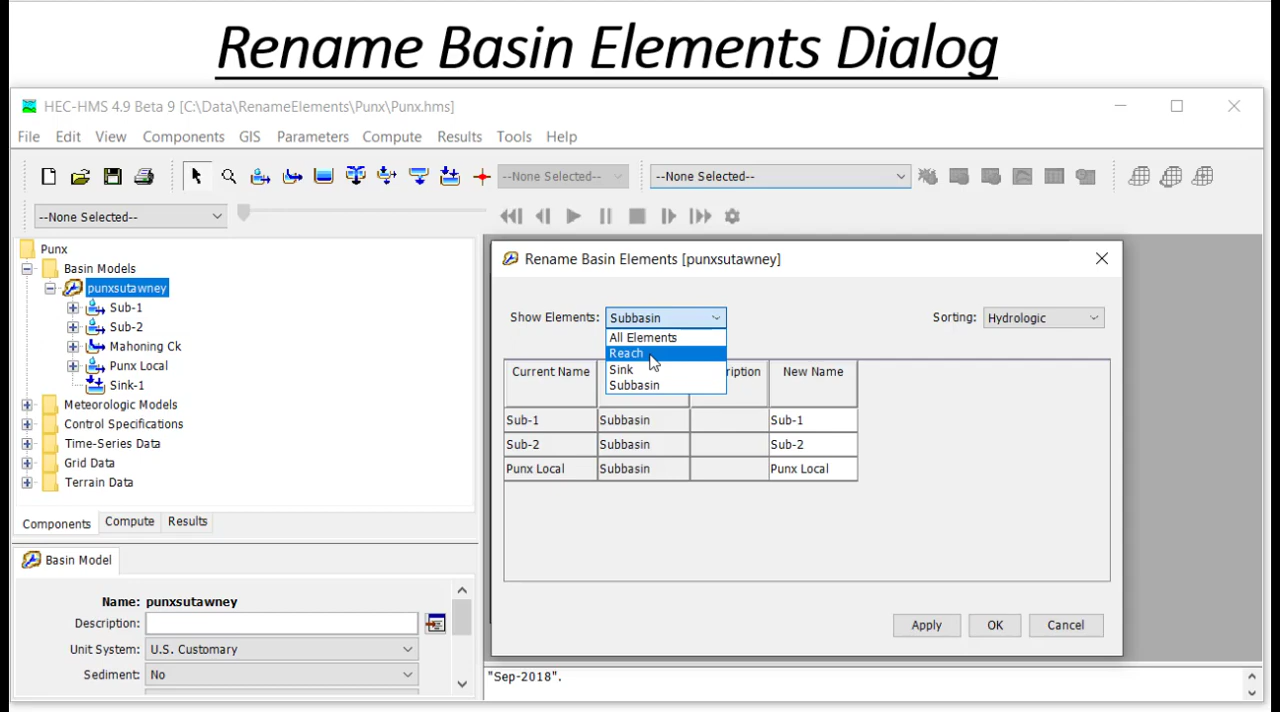 Rename Basin Elements Dialog
HEC-HMS 4.9 Beta 9 [C:\Data\RenameElements\Punx\Punx.hms]
File Edit View Components GIS Parameters Compute Results Tools Help
--None Selected-- --None Selected--
--None Selected--
Punx
Basin Models
punxsutawney
Sub-1
Sub-2
Mahoning Ck
Punx Local
Sink-1
Meteorologic Models
Control Specifications
Time-Series Data
Grid Data
Terrain Data
Components Compute Results
Basin Model
Name: punxsutawney
Description:
Unit System: U.S. Customary
Sediment: No
Rename Basin Elements [punxsutawney]
Show Elements: Subbasin Sorting: Hydrologic
All Elements
Reach
Sink
Subbasin
Current Name ription New Name
Sub-1 Subbasin Sub-1
Sub-2 Subbasin Sub-2
Punx Local Subbasin Punx Local
Apply OK Cancel
"Sep-2018".